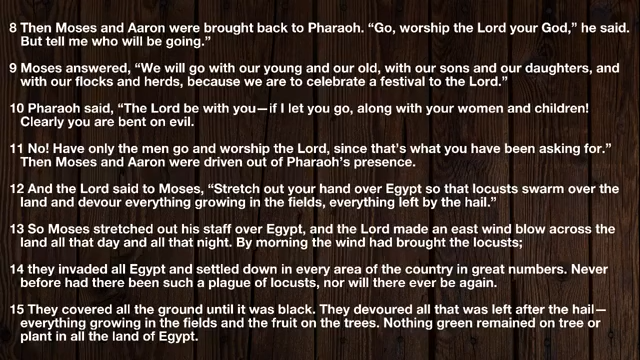 8 Then Moses and Aaron were brought back to Pharaoh. “Go, worship the Lord your God,” he said.
But tell me who will be going.”
9 Moses answered, “We will go with our young and our old, with our sons and our daughters, and
with our flocks and herds, because we are to celebrate a festival to the Lord.”
10 Pharaoh said, “The Lord be with you—if I let you go, along with your women and children!
Clearly you are bent on evil.
11 No! Have only the men go and worship the Lord, since that’s what you have been asking for.”
Then Moses and Aaron were driven out of Pharaoh’s presence.
12 And the Lord said to Moses, “Stretch out your hand over Egypt so that locusts swarm over the
land and devour everything growing in the fields, everything left by the hail.”
13 So Moses stretched out his staff over Egypt, and the Lord made an east wind blow across the
land all that day and all that night. By morning the wind had brought the locusts;
14 they invaded all Egypt and settled down in every area of the country in great numbers. Never
before had there been such a plague of locusts, nor will there ever be again.
15 They covered all the ground until it was black. They devoured all that was left after the hail—
everything growing in the fields and the fruit on the trees. Nothing green remained on tree or
plant in all the land of Egypt.